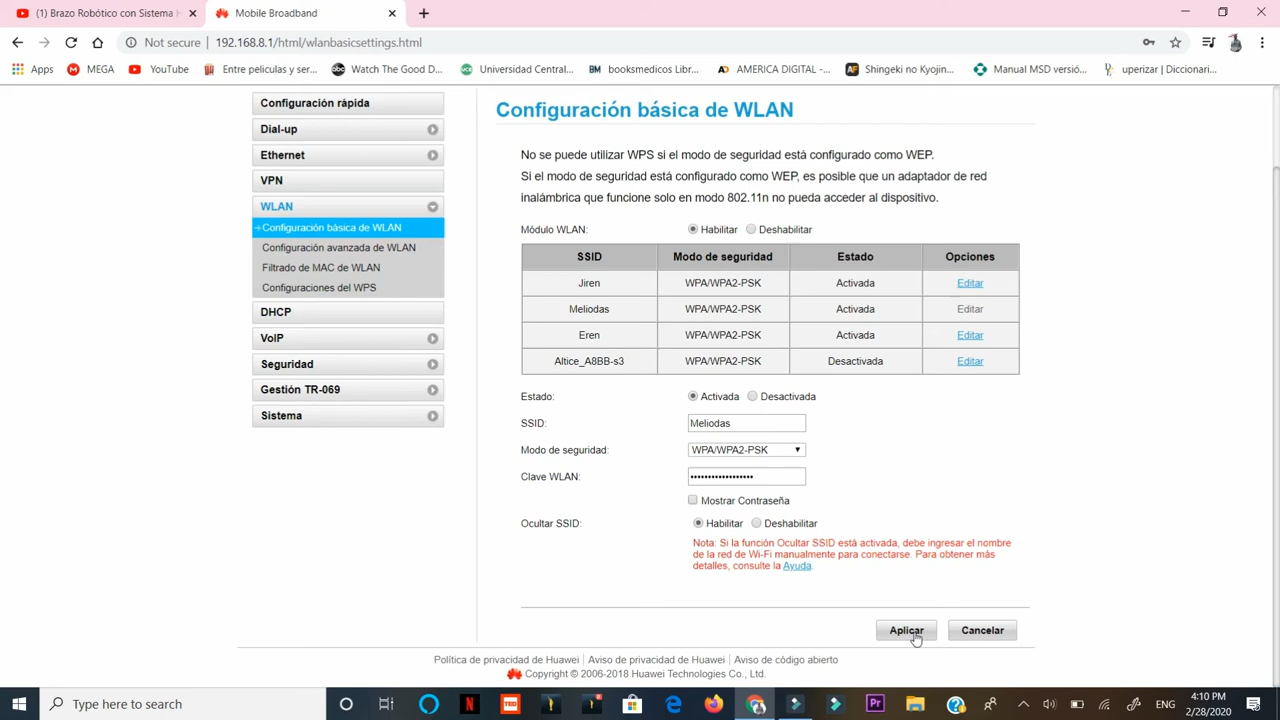 (1) Brazo Robótico con Sistema H
Mobile Broadband
Not secure | 192.168.8.1/html/wlanbasicsettings.html
Apps
MEGA
YouTube
Entre peliculas y ser...
Watch The Good D...
Universidad Central...
booksmedicos Libr...
AMERICA DIGITAL -...
Shingeki no Kyojin...
Manual MSD versió...
uperizar | Diccionari...
Configuración rápida
Dial-up
Ethernet
VPN
WLAN
Configuración básica de WLAN
Configuración avanzada de WLAN
Filtrado de MAC de WLAN
Configuraciones del WPS
DHCP
VoIP
Seguridad
Gestión TR-069
Sistema
Configuración básica de WLAN
No se puede utilizar WPS si el modo de seguridad está configurado como WEP.
Si el modo de seguridad está configurado como WEP, es posible que un adaptador de red
inalámbrica que funcione solo en modo 802.11n no pueda acceder al dispositivo.
Módulo WLAN: Habilitar Deshabilitar
SSID Modo de seguridad Estado Opciones
Jiren WPA/WPA2-PSK Activada Editar
Meliodas WPA/WPA2-PSK Activada Editar
Eren WPA/WPA2-PSK Activada Editar
Altice_A8BB-s3 WPA/WPA2-PSK Desactivada Editar
Estado: Activada Desactivada
SSID: Meliodas
Modo de seguridad: WPA/WPA2-PSK
Clave WLAN: •••••••••••••••••
Mostrar Contraseña
Ocultar SSID: Habilitar Deshabilitar
Nota: Si la función Ocultar SSID está activada, debe ingresar el nombre
de la red de Wi-Fi manualmente para conectarse. Para obtener más
detalles, consulte la Ayuda.
Aplicar Cancelar
Política de privacidad de Huawei | Aviso de privacidad de Huawei | Aviso de código abierto
Copyright © 2006-2018 Huawei Technologies Co., Ltd.
Type here to search
ENG
4:10 PM
2/28/2020